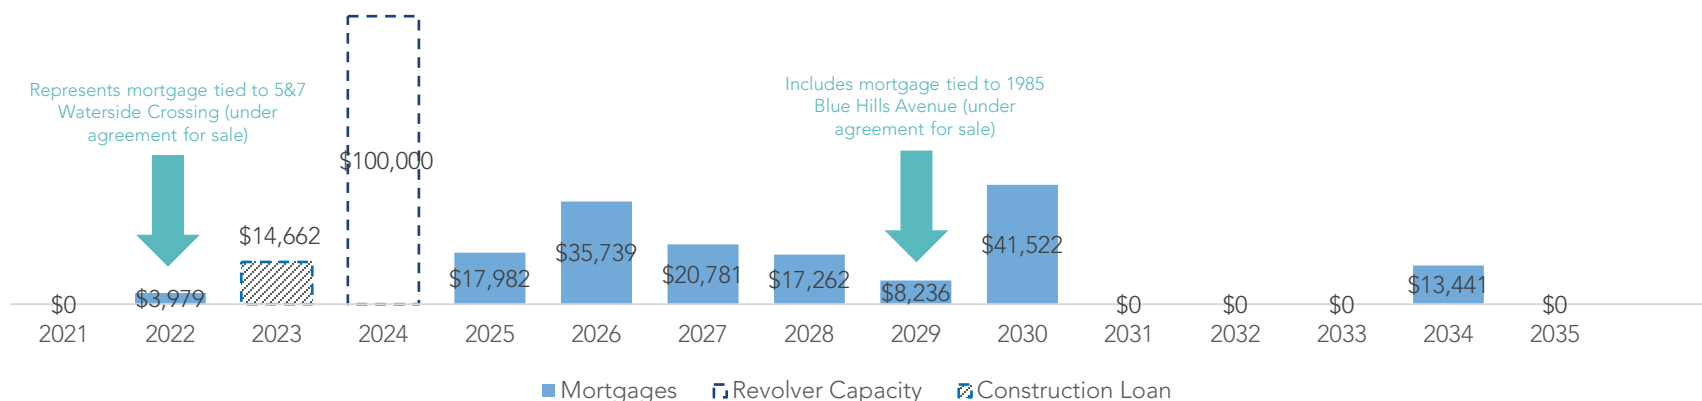 Represents mortgage tied to 5&7
Waterside Crossing (under
agreement for sale)
Includes mortgage tied to 1985
Blue Hills Avenue (under
agreement for sale)
$0
$3,979
$14,662
$100,000
$17,982
$35,739
$20,781
$17,262
$8,236
$41,522
$0
$0
$0
$13,441
$0
2021 2022 2023 2024 2025 2026 2027 2028 2029 2030 2031 2032 2033 2034 2035
Mortgages Revolver Capacity Construction Loan